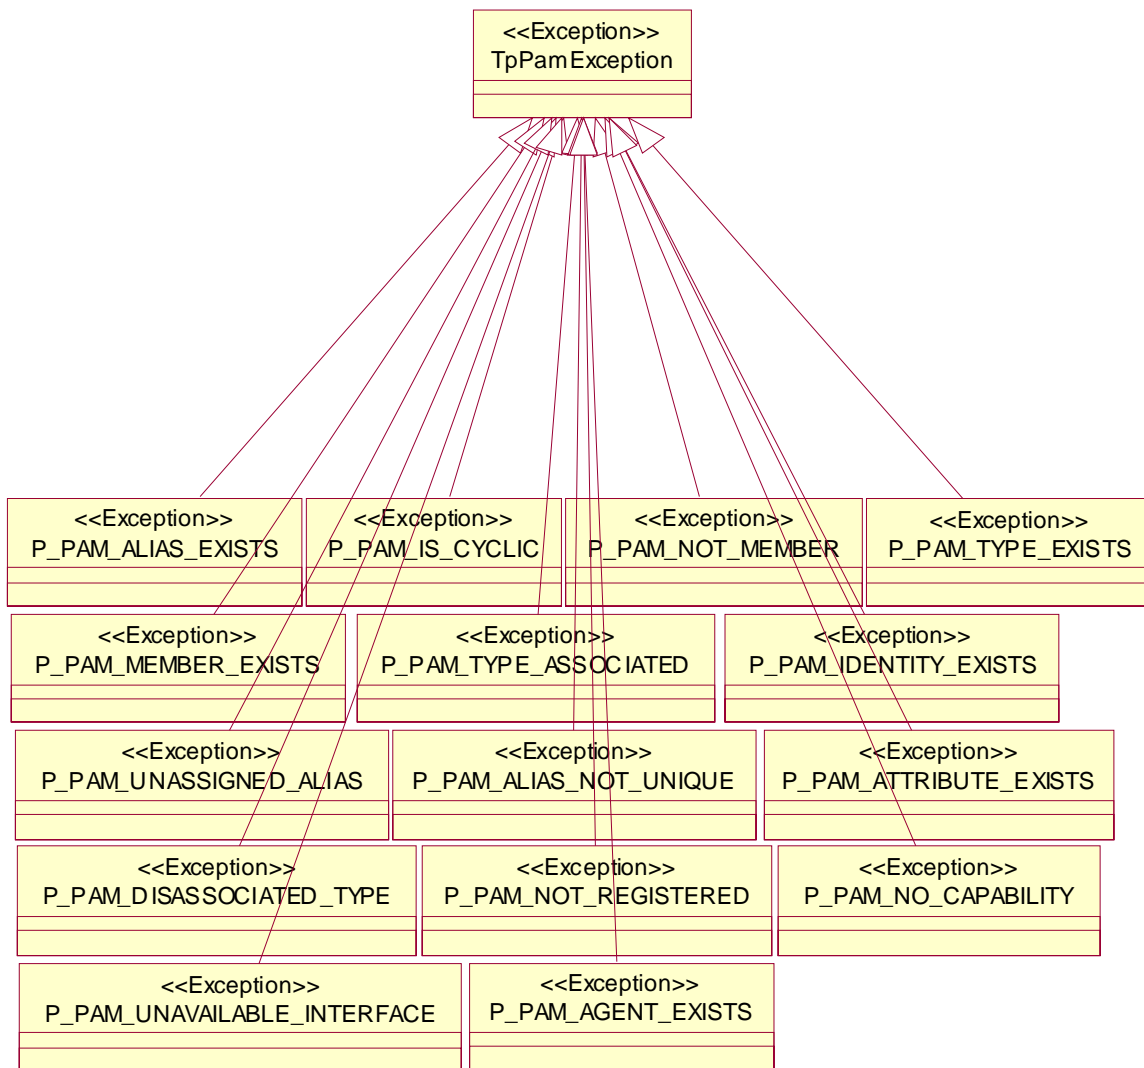 <<Exception>>
TpPamException
<<Exception>>
P_PAM_ALIAS_EXISTS
<<Exception>>
P_PAM_IS_CYCLIC
<<Exception>>
P_PAM_NOT_MEMBER
<<Exception>>
P_PAM_TYPE_EXISTS
<<Exception>>
P_PAM_MEMBER_EXISTS
<<Exception>>
P_PAM_TYPE_ASSOCIATED
<<Exception>>
P_PAM_IDENTITY_EXISTS
<<Exception>>
P_PAM_UNASSIGNED_ALIAS
<<Exception>>
P_PAM_ALIAS_NOT_UNIQUE
<<Exception>>
P_PAM_ATTRIBUTE_EXISTS
<<Exception>>
P_PAM_DISASSOCIATED_TYPE
<<Exception>>
P_PAM_NOT_REGISTERED
<<Exception>>
P_PAM_NO_CAPABILITY
<<Exception>>
P_PAM_UNAVAILABLE_INTERFACE
<<Exception>>
P_PAM_AGENT_EXISTS